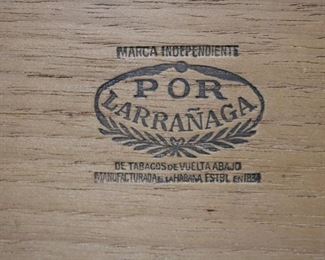 MARCA INDEPENDIENTE
POR
LARRAÑAGA
DE TABACOS DE VUELTA ABAJO
MANUFACTURADA EN LA HABANA ESTBL. EN 1834